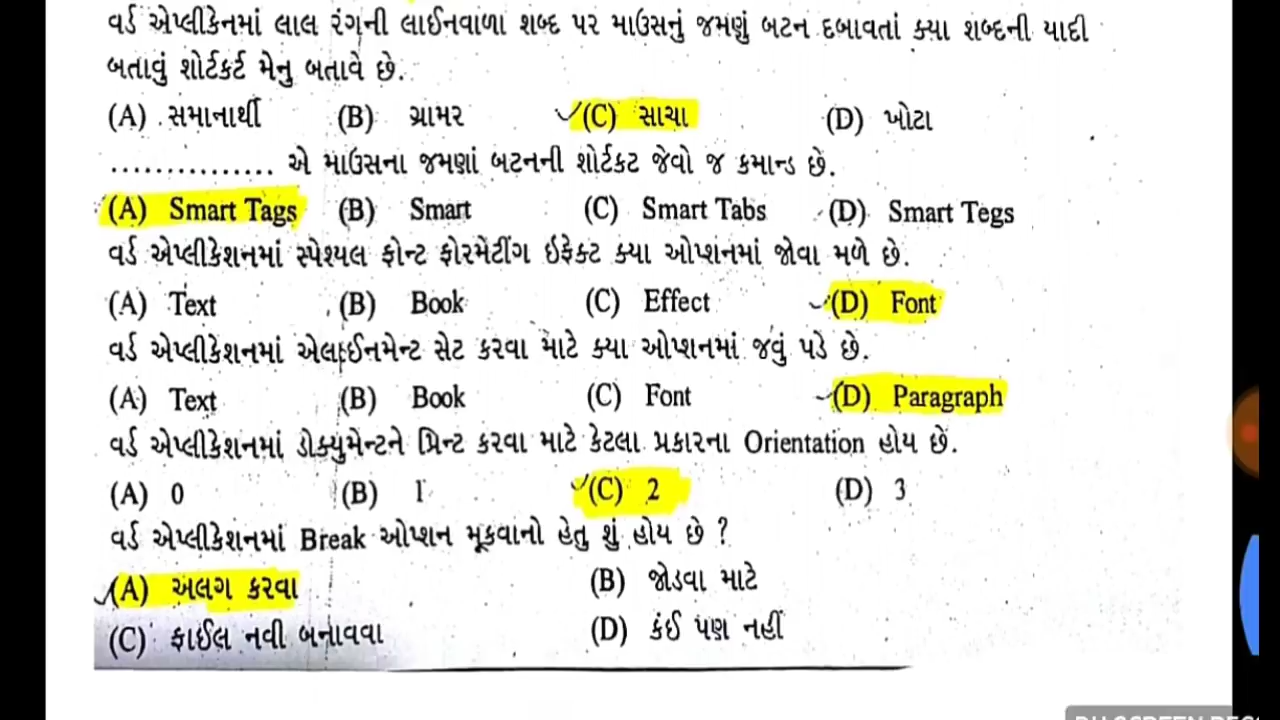 વર્ડ એપ્લીકેનમાં લાલ રંગની લાઈનવાળા શબ્દ પર માઉસનું જમણું બટન દબાવતાં ક્યા શબ્દની યાદી
બતાવું શોર્ટકર્ટ મેનુ બતાવે છે.
(A) સમાનાર્થી (B) ગ્રામર (C) સાચા (D) ખોટા
............... એ માઉસના જમણાં બટનની શોર્ટકટ જેવો જ કમાન્ડ છે.
(A) Smart Tags (B) Smart (C) Smart Tabs (D) Smart Tegs
વર્ડ એપ્લીકેશનમાં સ્પેશ્યલ ફોન્ટ ફોરમેટીંગ ઇફેક્ટ ક્યા ઓપ્શનમાં જોવા મળે છે.
(A) Text (B) Book (C) Effect (D) Font
વર્ડ એપ્લીકેશનમાં એલાઈનમેન્ટ સેટ કરવા માટે ક્યા ઓપ્શનમાં જવું પડે છે.
(A) Text (B) Book (C) Font (D) Paragraph
વર્ડ એપ્લીકેશનમાં ડોક્યુમેન્ટને પ્રિન્ટ કરવા માટે કેટલા પ્રકારના Orientation હોય છે.
(A) 0 (B) 1 (C) 2 (D) 3
વર્ડ એપ્લીકેશનમાં Break ઓપ્શન મૂકવાનો હેતુ શું હોય છે ?
(A) અલગ કરવા (B) જોડવા માટે
(C) ફાઈલ નવી બનાવવા (D) કંઈ પણ નહીં